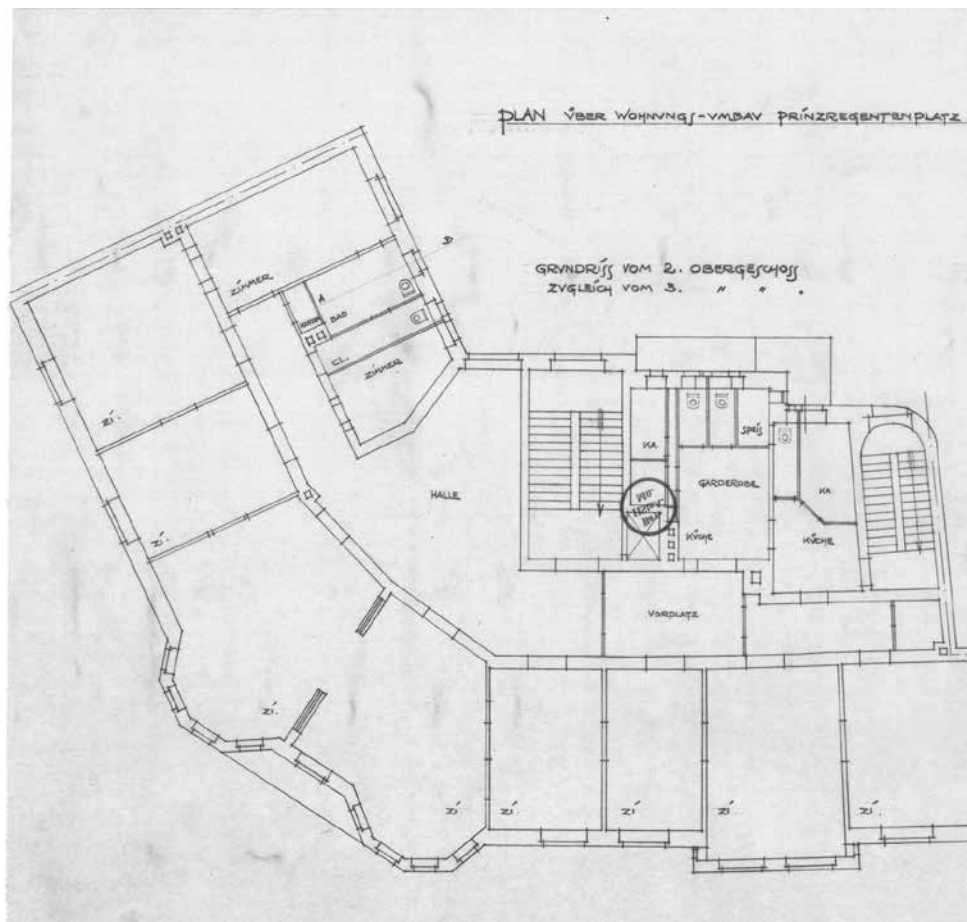 PLAN ÜBER WOHNUNGS-UMBAU PRINZREGENTENPLATZ
GRUNDRISS VOM 2. OBERGESCHOSS
ZUGLEICH VOM 3. " " .
D
ZIMMER
A
BAD
CL.
ZIMMER
ZI.
KA
SPEIS
HALLE
GARDEROBE
KA.
ZI.
KÜCHE
KÜCHE
VORPLATZ
ZI.
ZI
ZI
ZI
ZI
ZI.